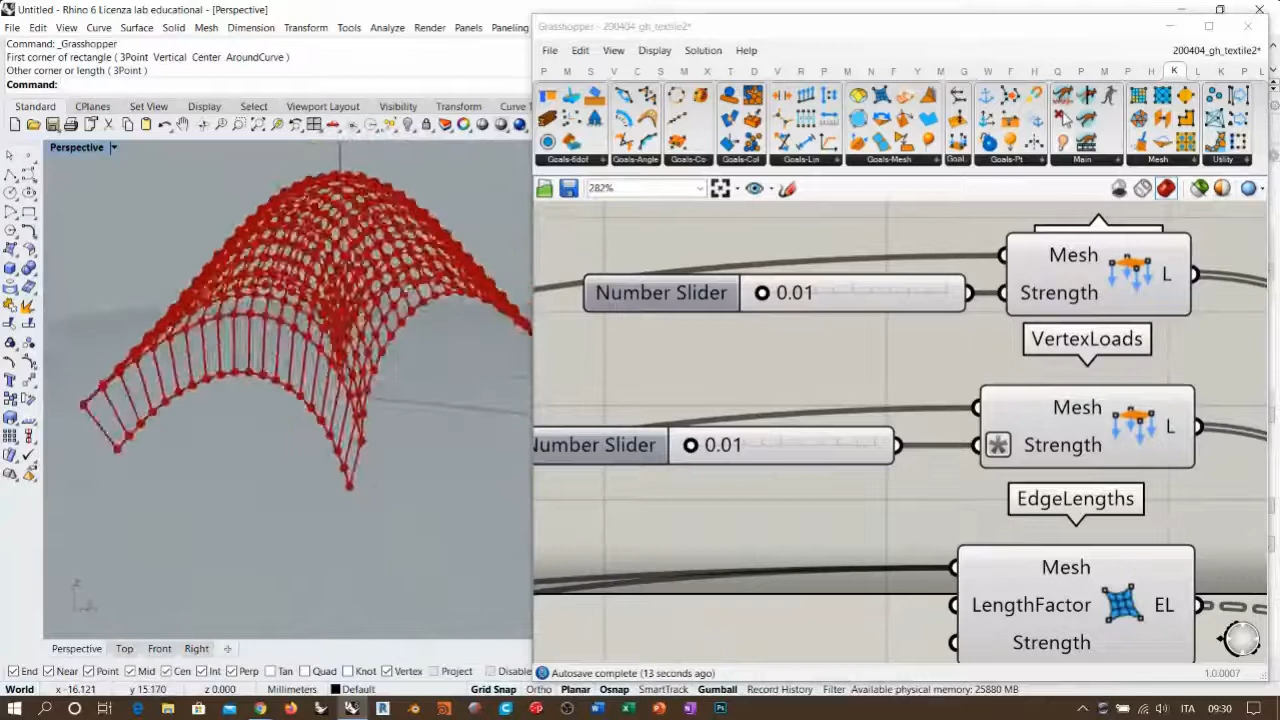 Untitled - Rhino 6 Licenza lab educational - [Perspective]
File Edit View Curve Surface Solid Mesh Dimension Transform Tools Analyze Render Panels Paneling
Command: _Grasshopper
First corner of rectangle ( 3Point Vertical Center AroundCurve )
Other corner or length ( 3Point )
Command:
Standard CPlanes Set View Display Select Viewport Layout Visibility Transform Curve
Perspective
Grasshopper - 200404_gh_textile2*
File Edit View Display Solution Help 200404_gh_textile2*
P M S V C S M X T D V R M N F M G W F H Q P M P H K L K P L
Goals-6dof Goals-Angle Goals-Co Goals-Col Goals-Lin Goals-Mesh Goal Goals-Pt Main Mesh Utility
282%
Mesh
Strength
L
Number Slider 0.01
VertexLoads
Mesh
Strength
L
Number Slider 0.01
EdgeLengths
Mesh
LengthFactor
Strength
EL
Autosave complete (13 seconds ago) 1.0.0007
Perspective Top Front Right
End Near Point Mid Cen Int Perp Tan Quad Knot Vertex Project Disable
World x -16.121 y 15.170 z 0.000 Millimeters Default Grid Snap Ortho Planar Osnap SmartTrack Gumball Record History Filter Available physical memory: 25880 MB
ITA 09:30